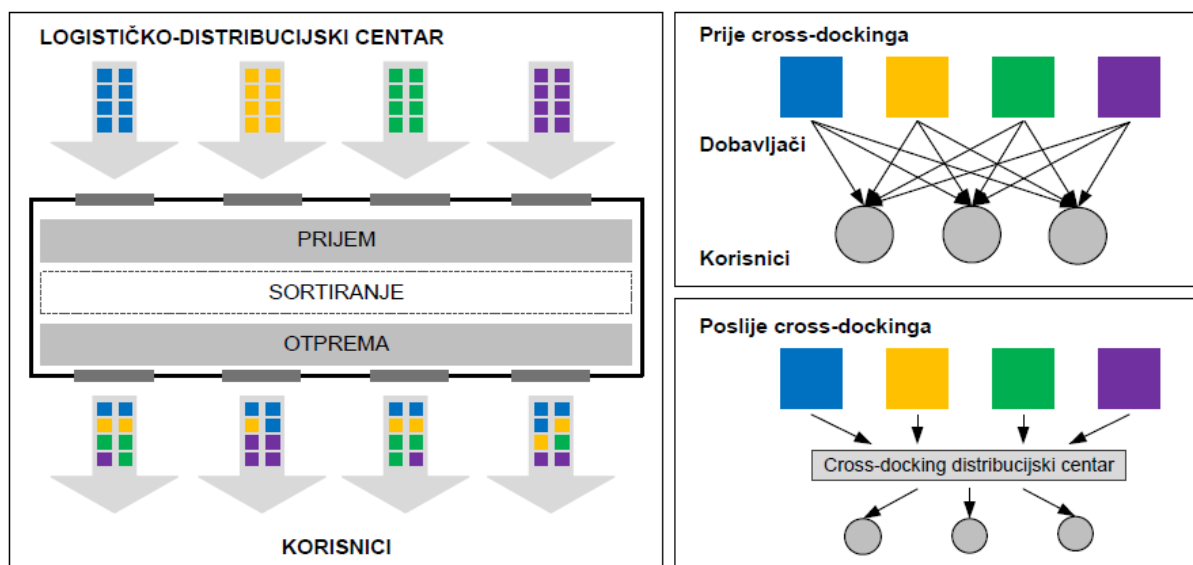 LOGISTIČKO-DISTRIBUCIJSKI CENTAR
PRIJEM
SORTIRANJE
OTPREMA
KORISNICI
Prije cross-dockinga
Dobavljači
Korisnici
Poslije cross-dockinga
Cross-docking distribucijski centar